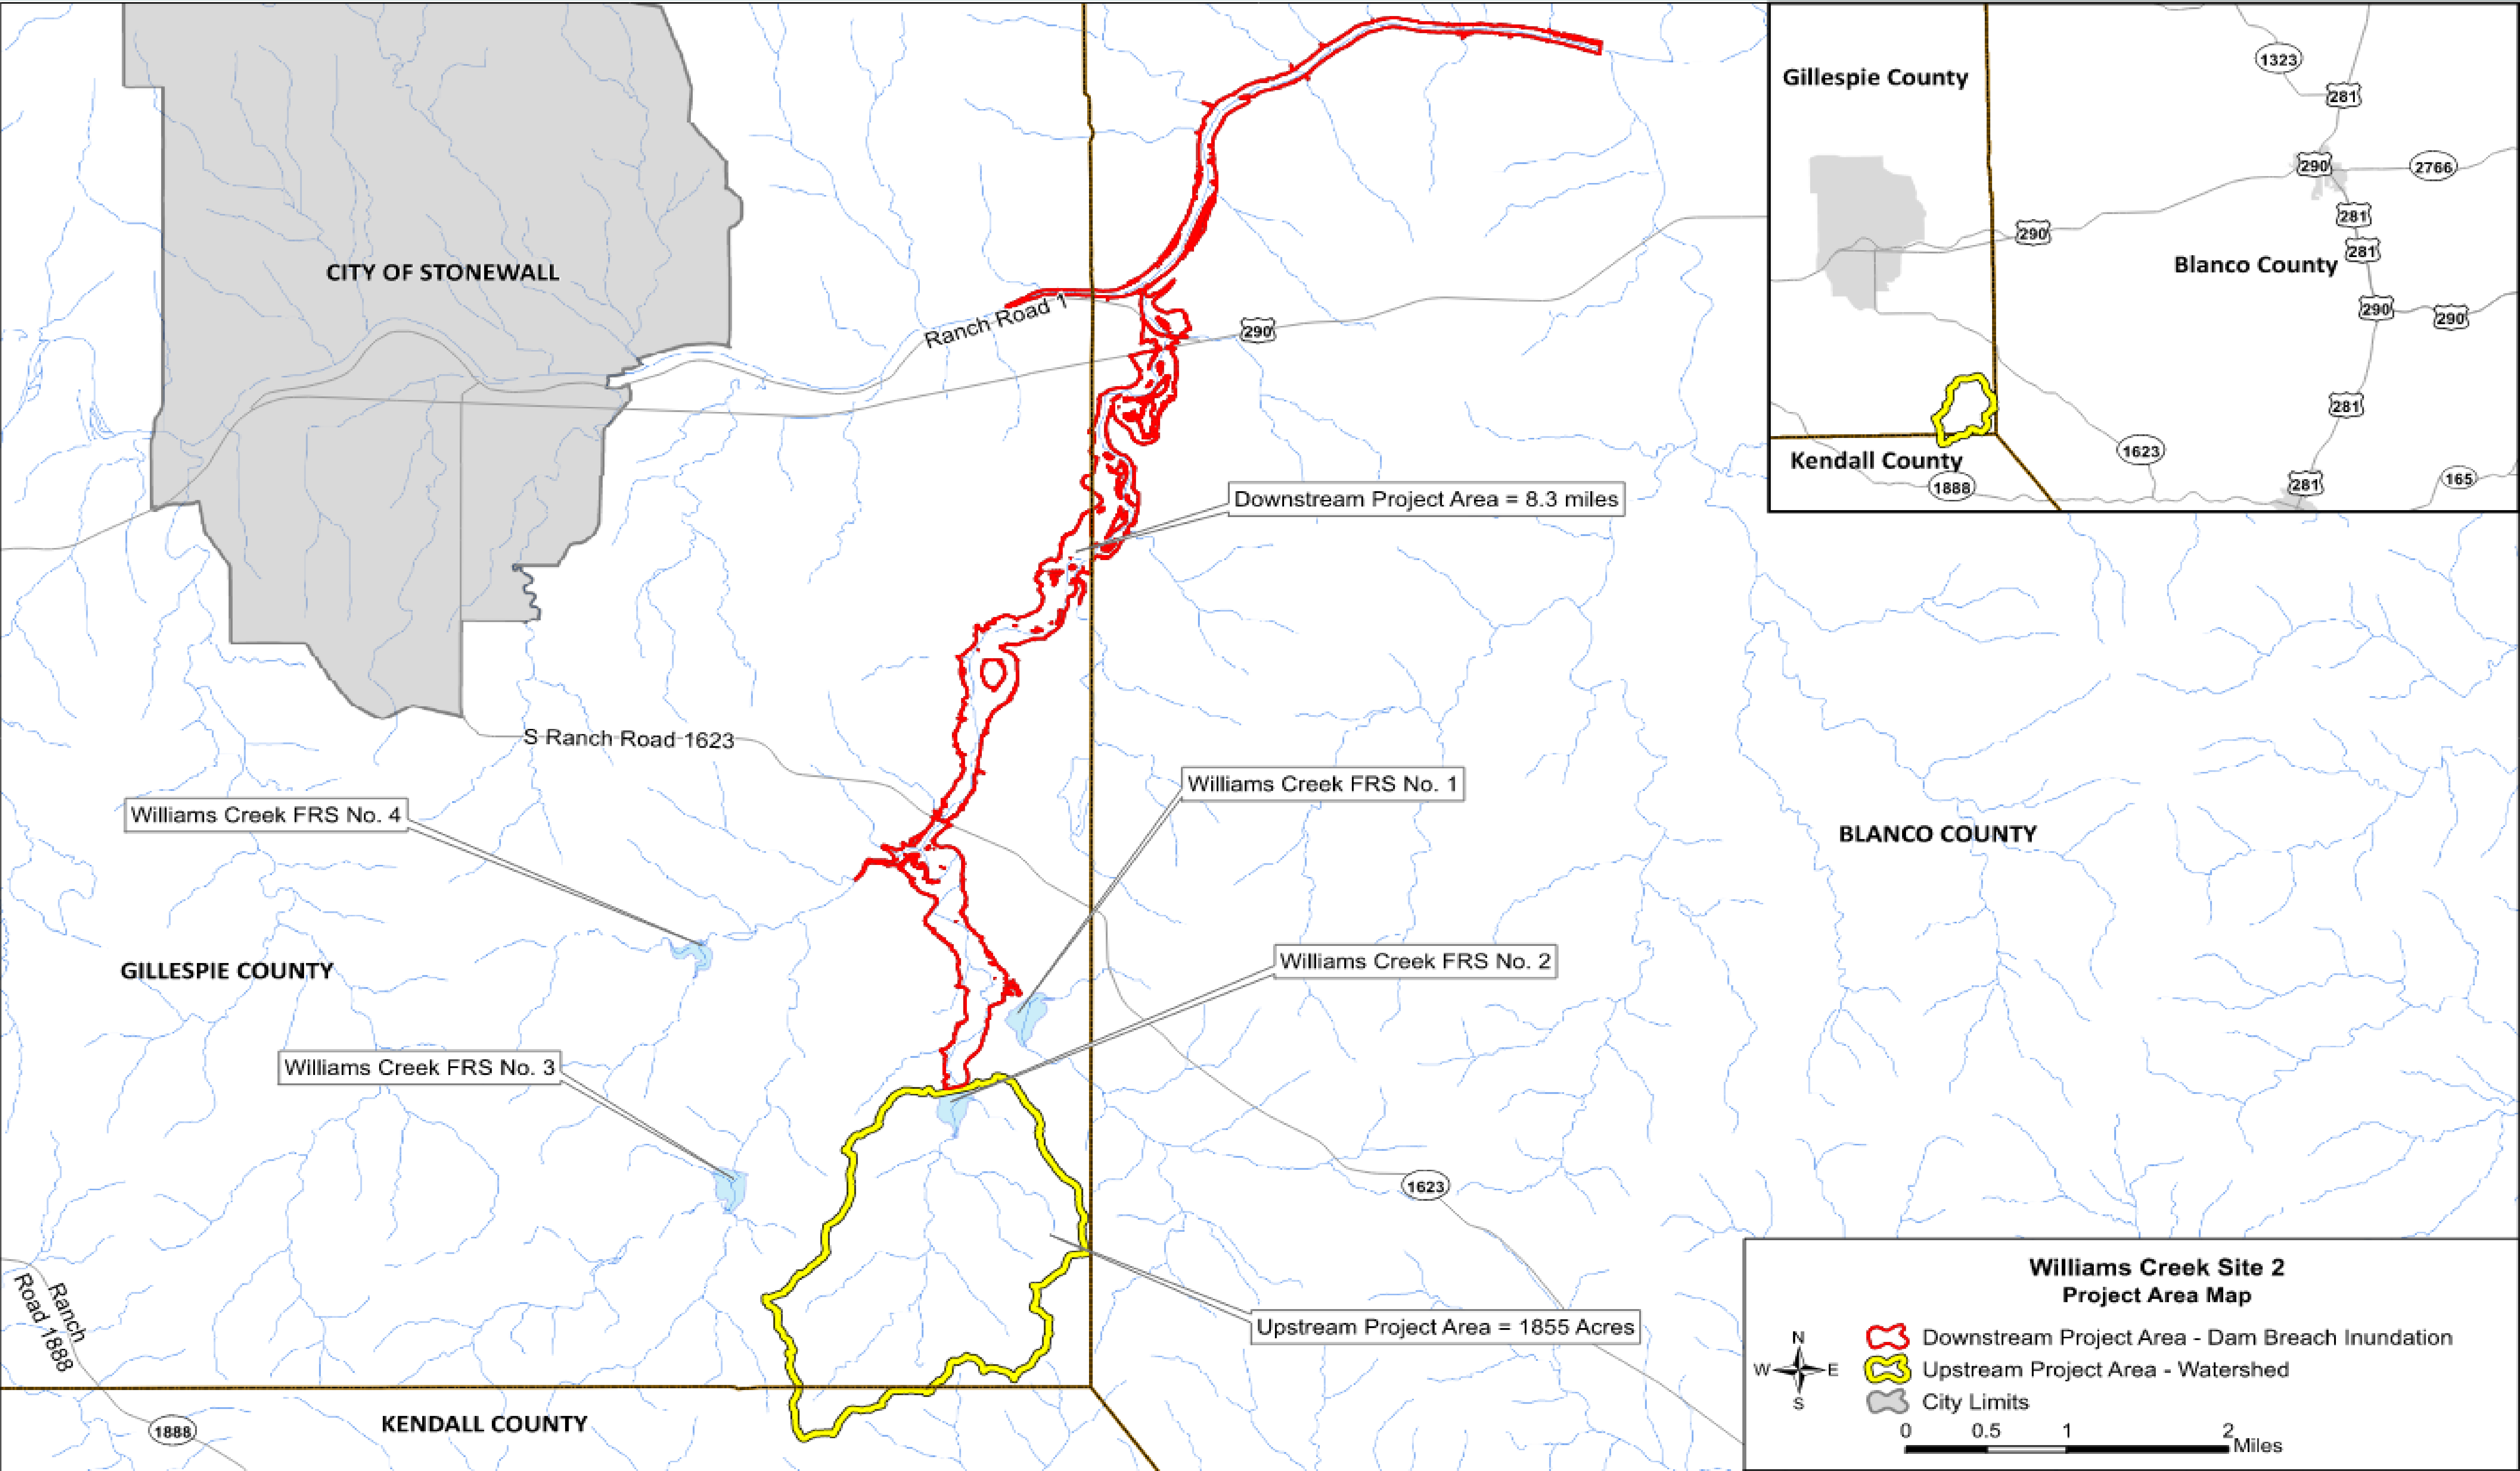 CITY OF STONEWALL
Ranch Road 1
290
Downstream Project Area = 8.3 miles
S Ranch Road 1623
Williams Creek FRS No. 1
Williams Creek FRS No. 4
BLANCO COUNTY
Williams Creek FRS No. 2
GILLESPIE COUNTY
Williams Creek FRS No. 3
1623
Upstream Project Area = 1855 Acres
Ranch
Road 1888
1888
KENDALL COUNTY
Gillespie County
1323
281
290
2766
281
290
281
Blanco County
290
290
281
1623
Kendall County
1888
281
165
Williams Creek Site 2
Project Area Map
N
W E
S
Downstream Project Area - Dam Breach Inundation
Upstream Project Area - Watershed
City Limits
0 0.5 1 2
Miles